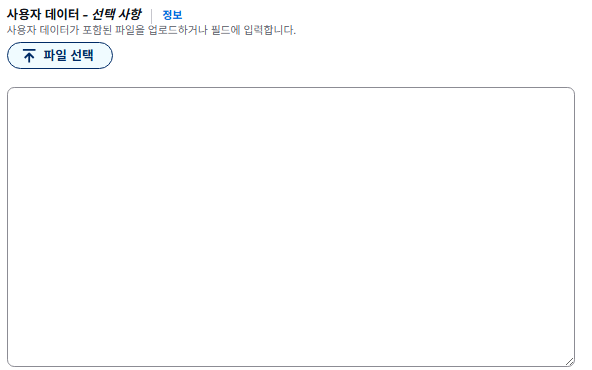 사용자 데이터 – 선택 사항 정보
사용자 데이터가 포함된 파일을 업로드하거나 필드에 입력합니다.
파일 선택